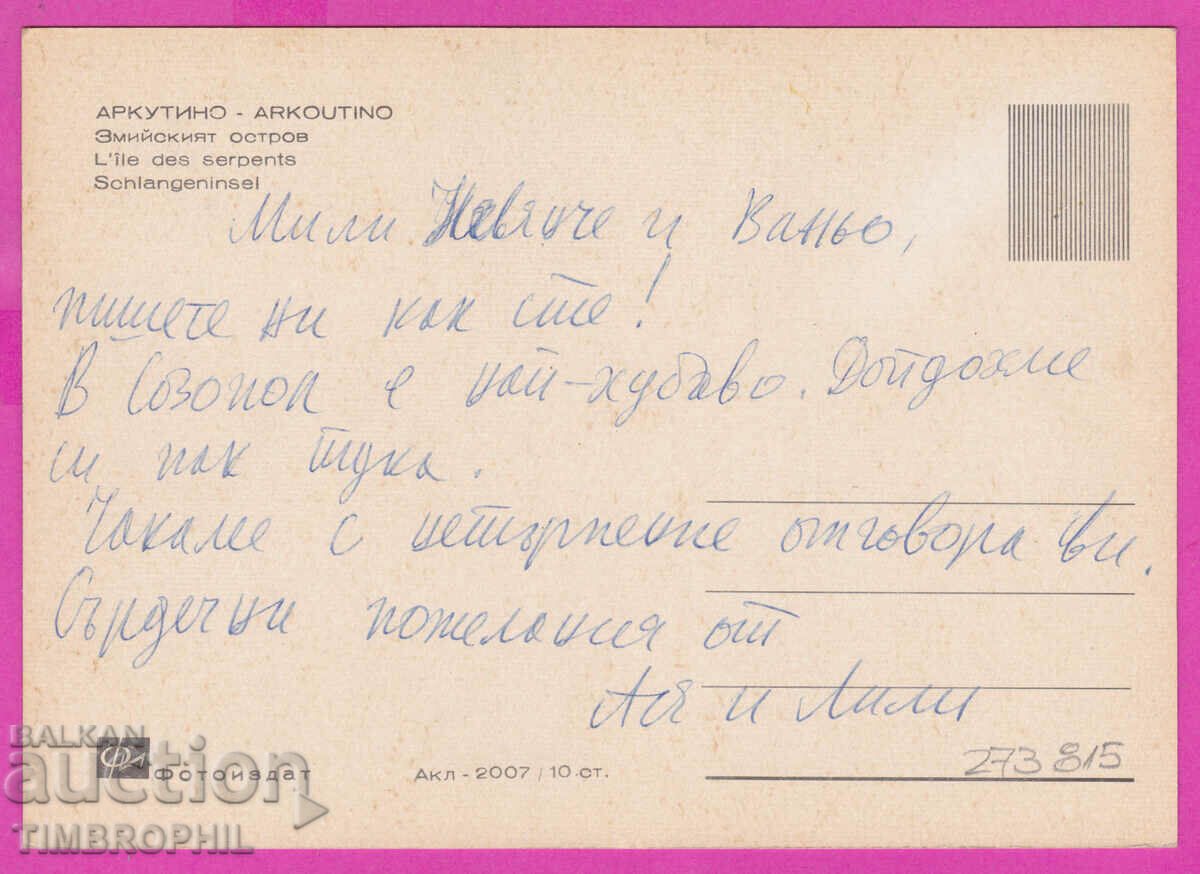 АРКУТИНО - ARKOUTINO
Змийският остров
L'île des serpents
Schlangeninsel
Мили и Ваньо,
пишете ни как сте!
В Созопол е най-хубаво. Дойдохме
си пак тука.
Чакаме с нетърпение отговора ви.
Сърдечни пожелания от
Ася и Лили
Фотоиздат
Акл-2007/10.ст.
273 815
BALKAN
auction
TIMBROPHIL